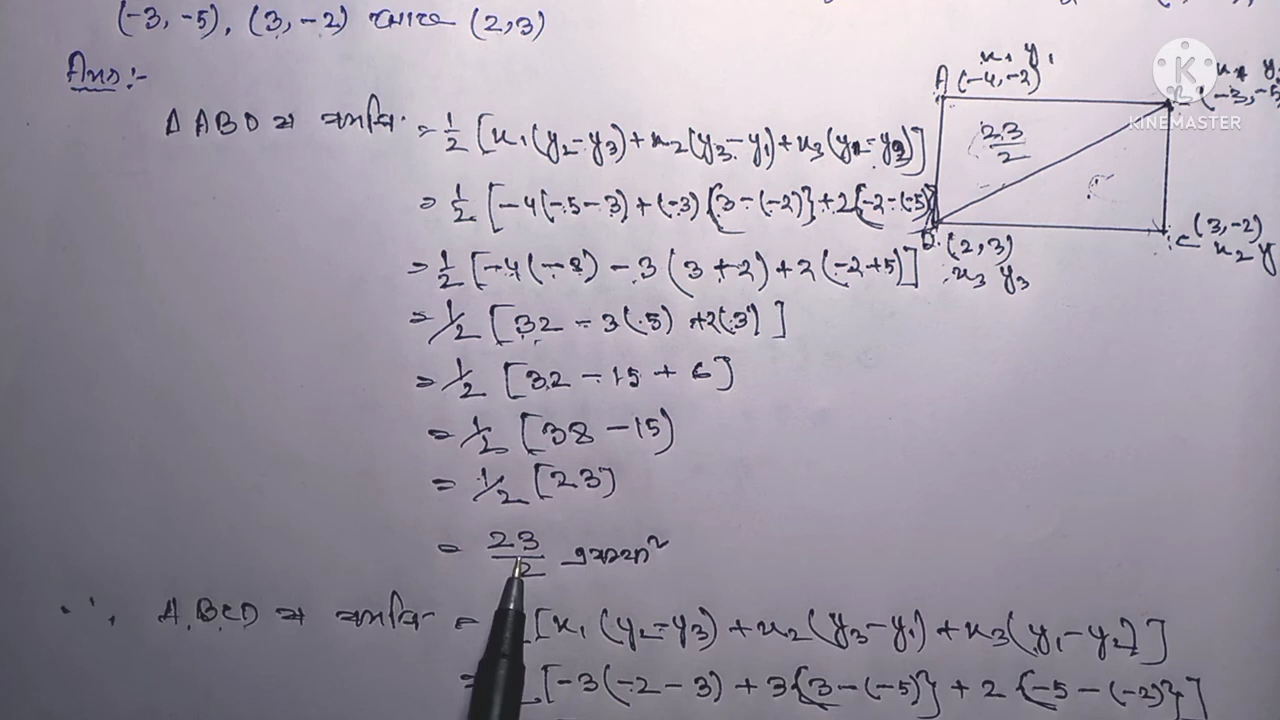 (-3, -5), (3, -2) আৰু (2,3)
Ans:-
Δ ABD ৰ কালি = 1/2 [x1(y2-y3)+x2(y3-y1)+x3(y1-y2)]
= 1/2 [-4(-5-3)+(-3){3-(-2)}+2{-2-(-5)}
= 1/2 [-4(-8) - 3(3+2)+2(-2+5)]
= 1/2 [32 - 3(5) +2(3)]
= 1/2 [32 - 15 + 6]
= 1/2 [38 - 15)
= 1/2 [23]
= 23/2 একক²
∴ ΔBCD ৰ কালি = [x1(y2-y3) +x2(y3-y1)+x3(y1-y2)]
= [-3(-2-3) + 3{3-(-5)} + 2{-5-(-2)}]
A (-4,-2)
x1 y1
(-3,-5
23/2
D (2,3)
x3 y3
C (3,-2)
x2 y
K
KINEMASTER